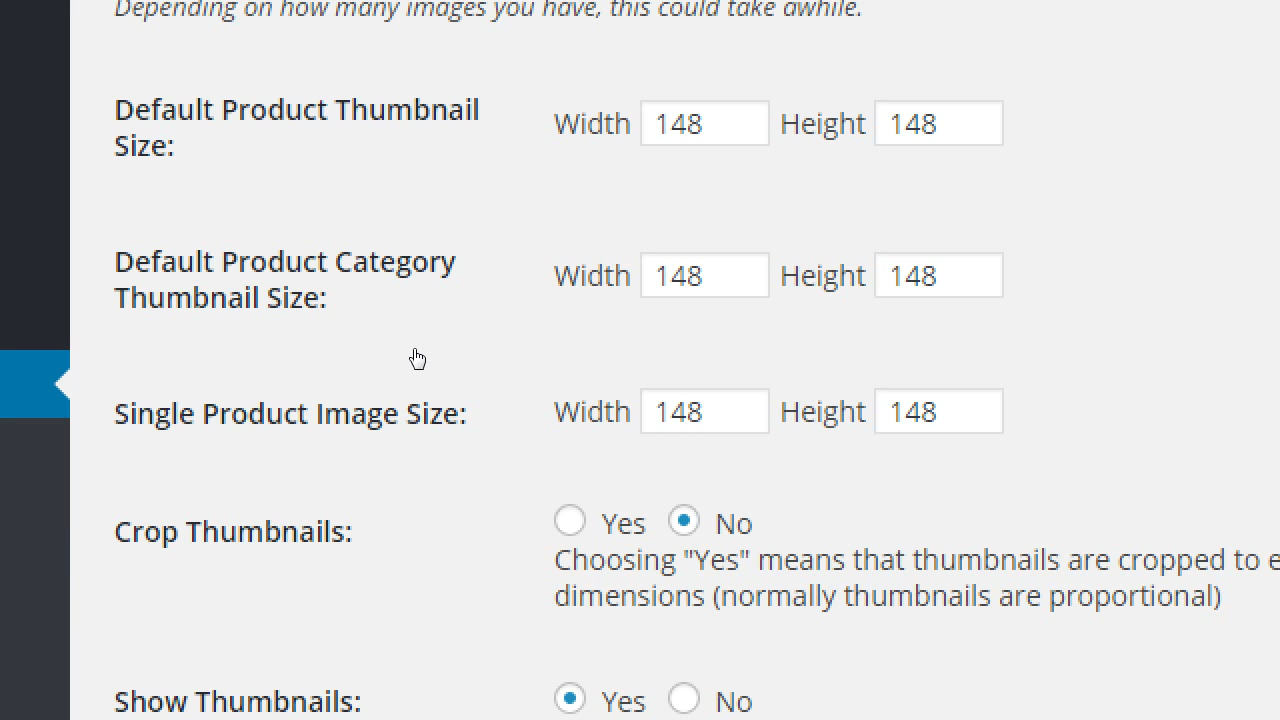 Depending on how many images you have, this could take awhile.
Default Product Thumbnail
Size:
Width 148 Height 148
Default Product Category
Thumbnail Size:
Width 148 Height 148
Single Product Image Size:
Width 148 Height 148
Crop Thumbnails:
Yes No
Choosing "Yes" means that thumbnails are cropped to
dimensions (normally thumbnails are proportional)
Show Thumbnails:
Yes No